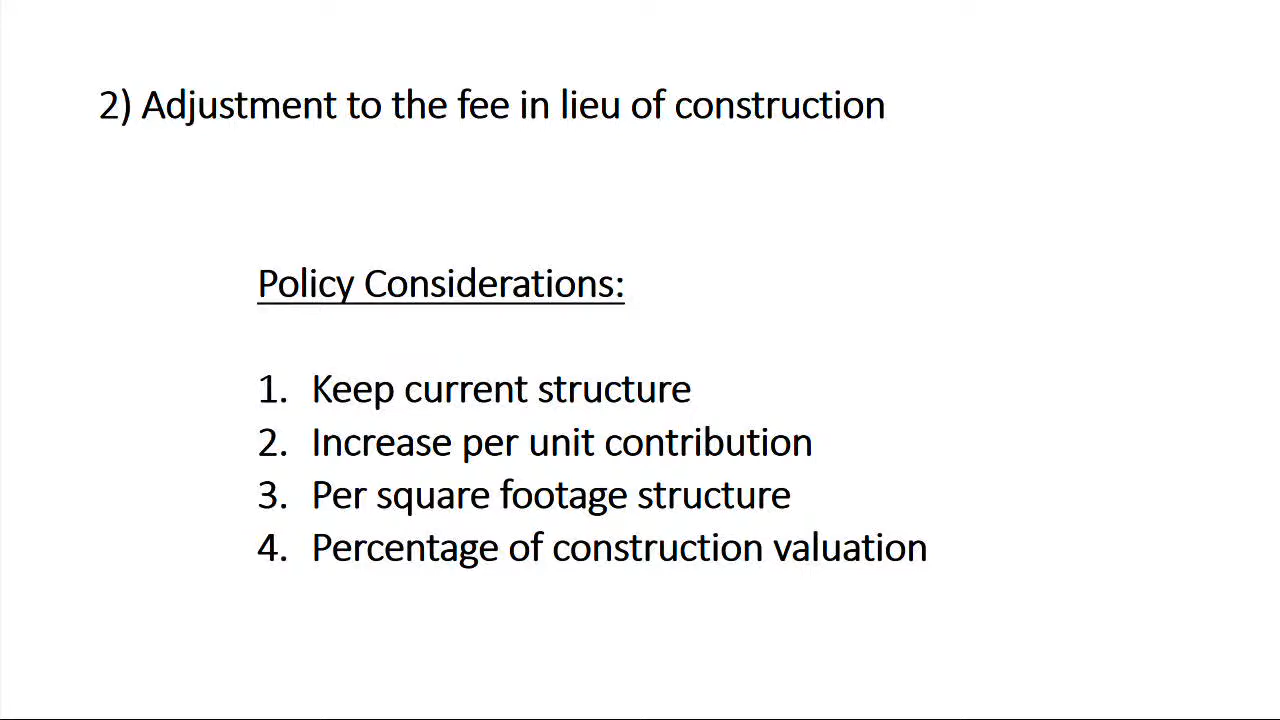 2) Adjustment to the fee in lieu of construction
Policy Considerations:
1. Keep current structure
2. Increase per unit contribution
3. Per square footage structure
4. Percentage of construction valuation